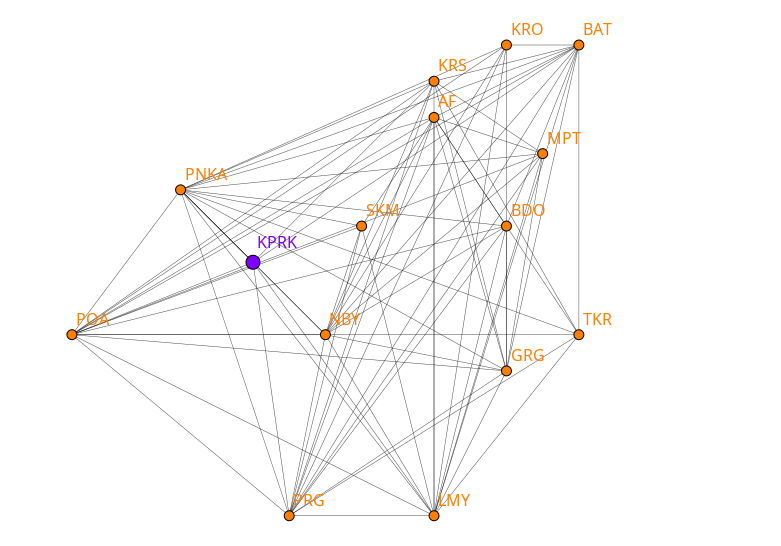 KRO
BAT
KRS
AF
MPT
PNKA
SKM
BDO
KPRK
POA
NBY
TKR
GRG
PRG
LMY